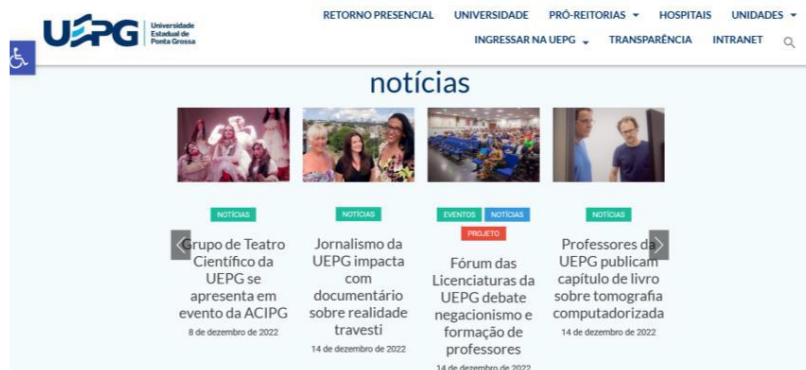 UEPG
Universidade
Estadual de
Ponta Grossa
RETORNO PRESENCIAL UNIVERSIDADE PRÓ-REITORIAS HOSPITAIS UNIDADES
INGRESSAR NA UEPG TRANSPARÊNCIA INTRANET
notícias
NOTÍCIAS
Grupo de Teatro
Científico da
UEPG se
apresenta em
evento da ACIPG
8 de dezembro de 2022
NOTÍCIAS
Jornalismo da
UEPG impacta
com
documentário
sobre realidade
travesti
14 de dezembro de 2022
EVENTOS NOTÍCIAS
PROJETO
Fórum das
Licenciaturas da
UEPG debate
negacionismo e
formação de
professores
14 de dezembro de 2022
NOTÍCIAS
Professores da
UEPG publicam
capítulo de livro
sobre tomografia
computadorizada
14 de dezembro de 2022